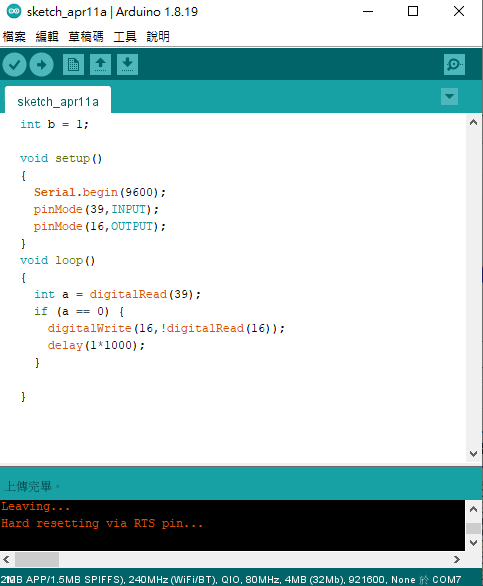 sketch_apr11a | Arduino 1.8.19
檔案 編輯 草稿碼 工具 說明
sketch_apr11a
int b = 1;
void setup()
{
Serial.begin(9600);
pinMode(39,INPUT);
pinMode(16,OUTPUT);
}
void loop()
{
int a = digitalRead(39);
if (a == 0) {
digitalWrite(16,!digitalRead(16));
delay(1*1000);
}
}
上傳完畢。
Leaving...
Hard resetting via RTS pin...
APP/1.5MB SPIFFS), 240MHz (WiFi/BT), QIO, 80MHz, 4MB (32Mb), 921600, None 於 COM7